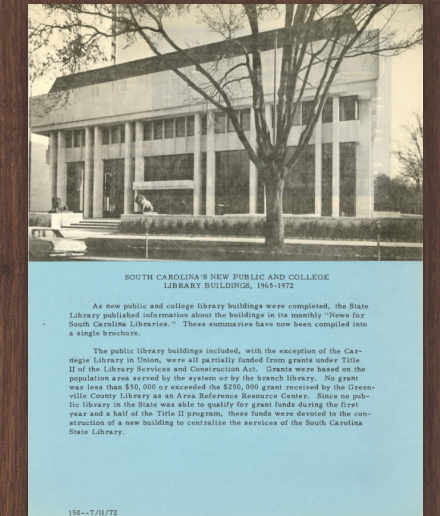 SOUTH CAROLINA'S NEW PUBLIC AND COLLEGE
LIBRARY BUILDINGS, 1965-1972
As new public and college library buildings were completed, the State
Library published information about the buildings in its monthly "News for
South Carolina Libraries." These summaries have now been compiled into
a single brochure.
The public library buildings included, with the exception of the Car-
negie Library in Union, were all partially funded from grants under Title
II of the Library Services and Construction Act. Grants were based on the
population area served by the system or by the branch library. No grant
was less than $50,000 or exceeded the $250,000 grant received by the Green-
ville County Library as an Area Reference Resource Center. Since no pub-
lic library in the State was able to qualify for grant funds during the first
year and a half of the Title II program, these funds were devoted to the con-
struction of a new building to centralize the services of the South Carolina
State Library.
150--7/11/72